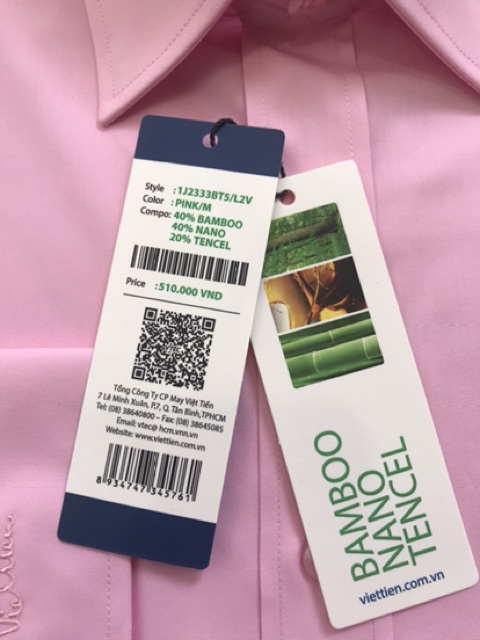 Style : 1J2333BT5/L2V
Color : PINK/M
Compo: 40% BAMBOO
40% NANO
20% TENCEL
Price : 510.000 VND
Tổng Công Ty CP May Việt Tiến
7 Lê Minh Xuân, P.7, Q. Tân Bình,TPHCM
Tel: (08) 38640800 – Fax: (08) 38645085
Email: vtec@ hcm.vnn.vn
Website: www.viettien.com.vn
8 934747 345761
BAMBOO
NANO
TENCEL
viettien.com.vn